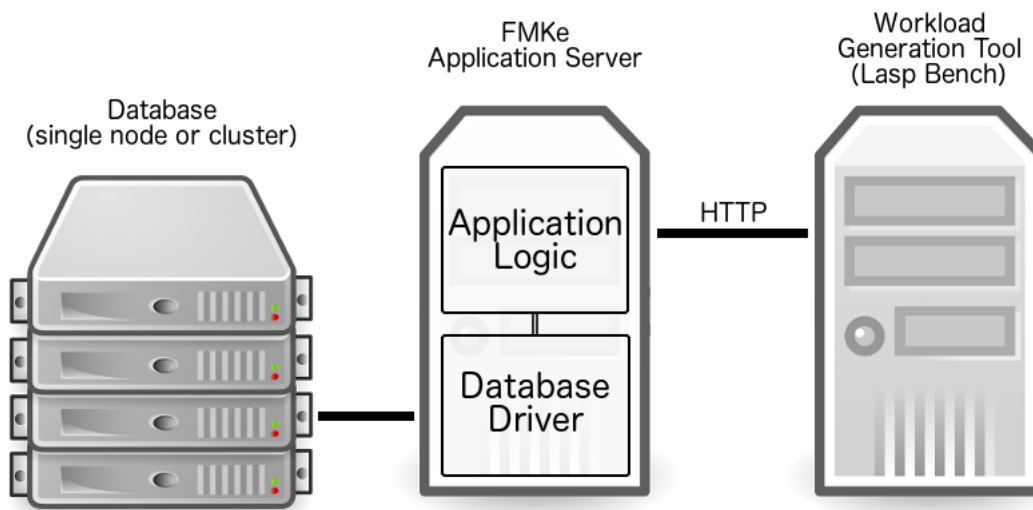 Database
(single node or cluster)
FMKe
Application Server
Application
Logic
Database
Driver
HTTP
Workload
Generation Tool
(Lasp Bench)